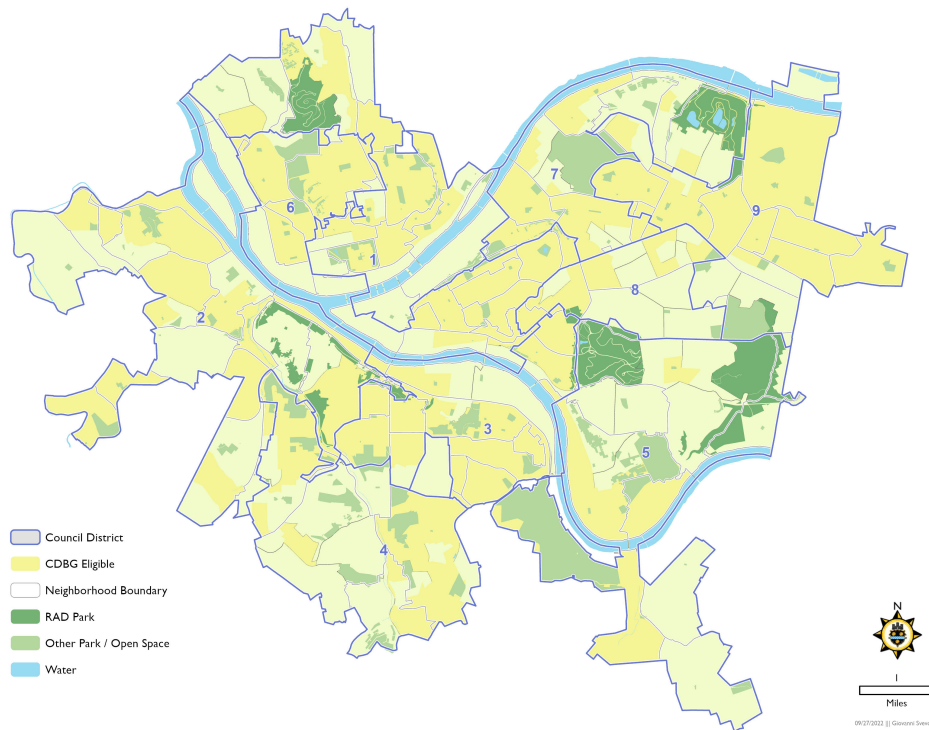 7
9
6
1
8
2
3
5
4
Council District
CDBG Eligible
Neighborhood Boundary
RAD Park
Other Park / Open Space
Water
N
1
Miles
09/27/2022 || Giovanni